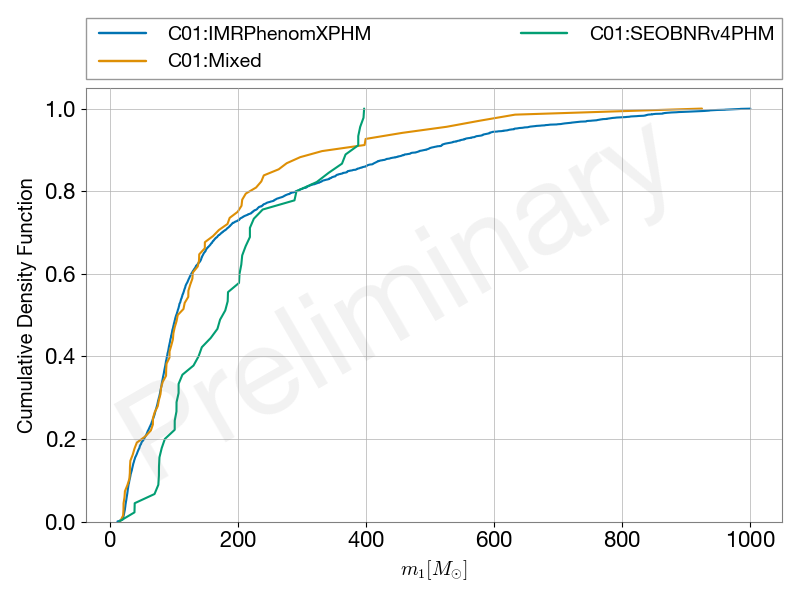 C01:IMRPhenomXPHM
C01:Mixed
C01:SEOBNRv4PHM
1.0
0.8
0.6
0.4
0.2
0.0
Cumulative Density Function
Preliminary
0 200 400 600 800 1000
m₁[M⊙]